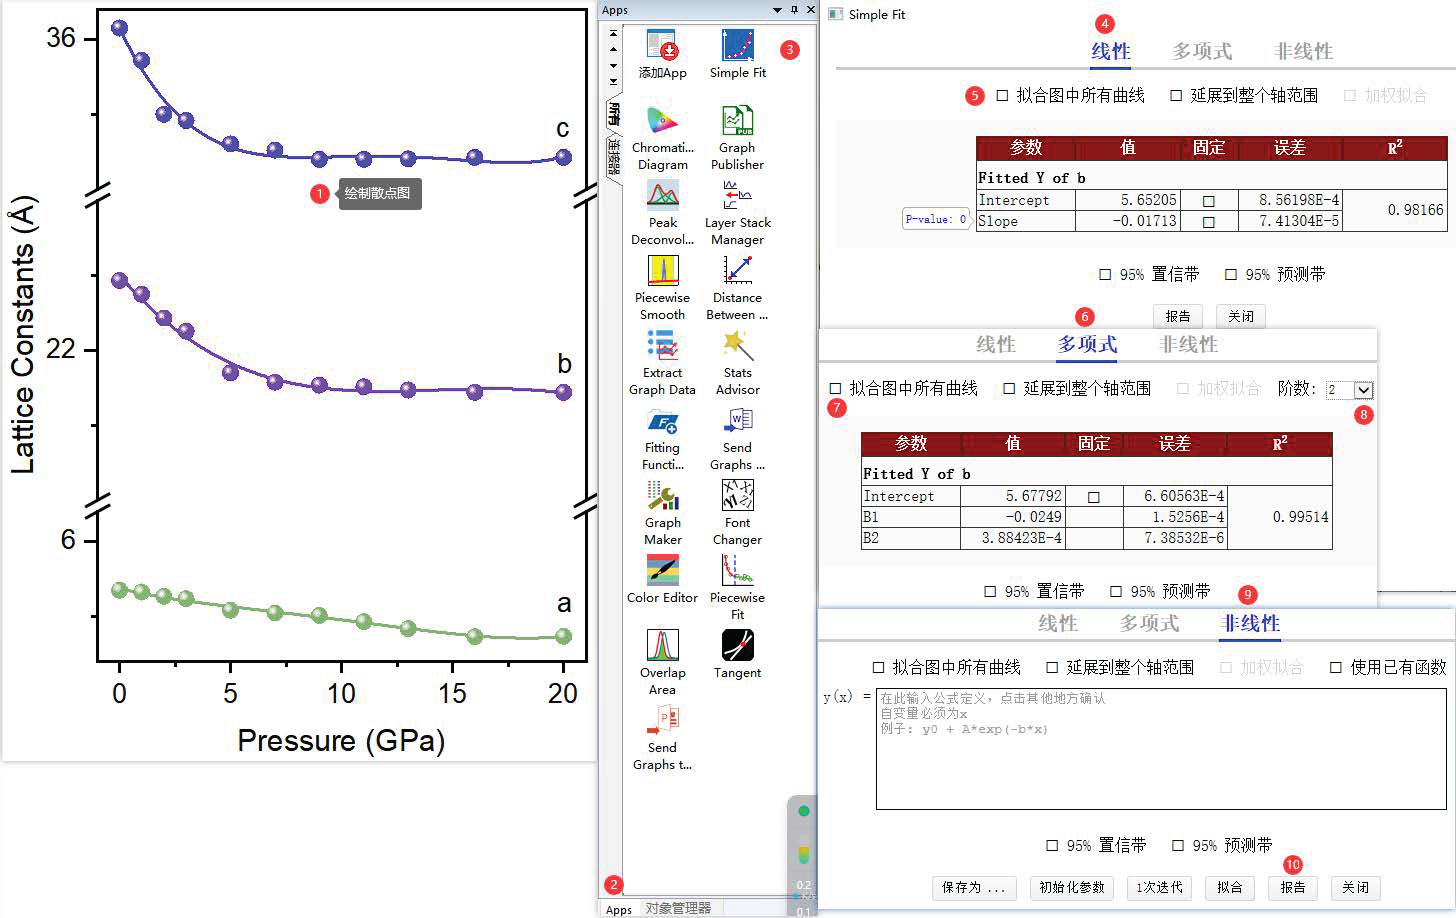 36
c
1 绘制散点图
Lattice Constants (Å)
22
b
6
a
0 5 10 15 20
Pressure (GPa)
Apps
所有
连接器
添加App
Simple Fit
3
Chromati... Diagram
Graph Publisher
Peak Deconvol...
Layer Stack Manager
Piecewise Smooth
Distance Between ...
Extract Graph Data
Stats Advisor
Fitting Functi...
Send Graphs ...
Graph Maker
Font Changer
Color Editor
Piecewise Fit
Overlap Area
Tangent
Send Graphs t...
2
Apps 对象管理器
0.2
K/s
0.1
Simple Fit
4
线性 多项式 非线性
5 拟合图中所有曲线 延展到整个轴范围 加权拟合
参数 值 固定 误差 R²
Fitted Y of b
Intercept 5.65205 8.56198E-4 0.98166
P-value: 0
Slope -0.01713 7.41304E-5
95% 置信带 95% 预测带
报告 关闭
6
线性 多项式 非线性
拟合图中所有曲线 延展到整个轴范围 加权拟合 阶数: 2
7 8
参数 值 固定 误差 R²
Fitted Y of b
Intercept 5.67792 6.60563E-4
B1 -0.0249 1.5256E-4 0.99514
B2 3.88423E-4 7.38532E-6
95% 置信带 95% 预测带
9
线性 多项式 非线性
拟合图中所有曲线 延展到整个轴范围 加权拟合 使用已有函数
y(x) =
在此输入公式定义，点击其他地方确认
自变量必须为x
例子: y0 + A*exp(-b*x)
95% 置信带 95% 预测带
10
保存为 ... 初始化参数 1次迭代 拟合 报告 关闭